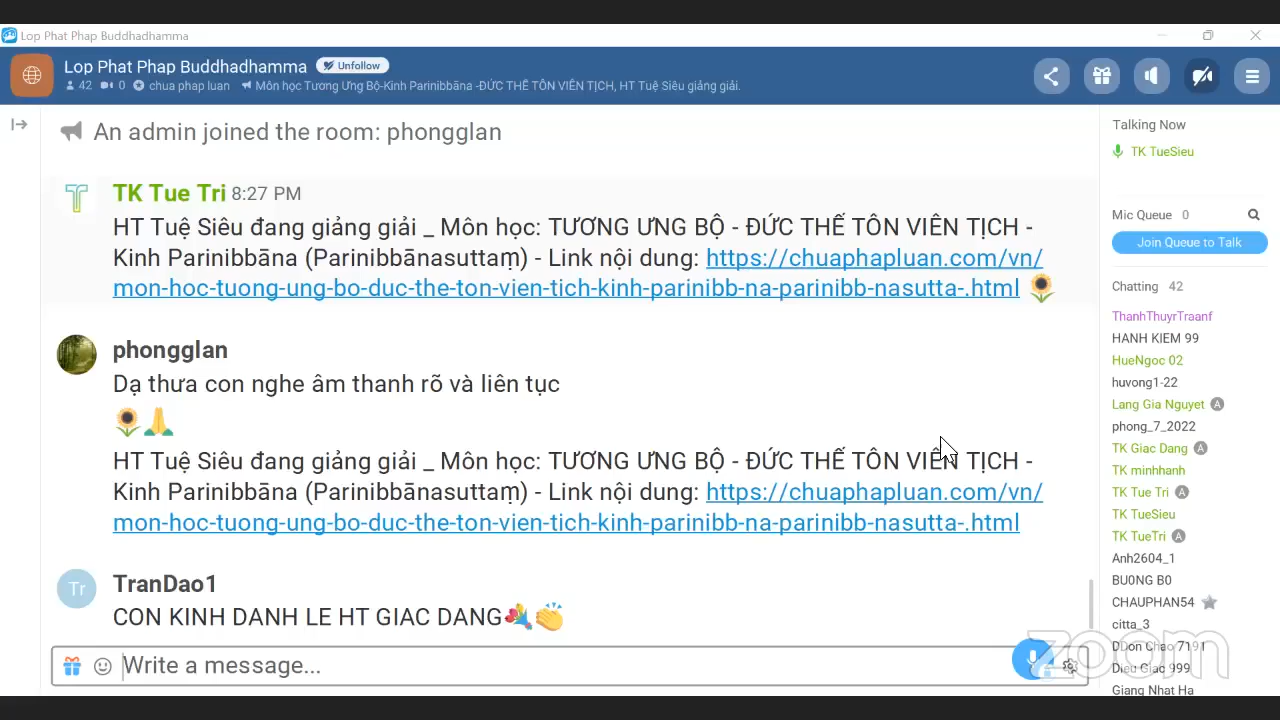 Lop Phat Phap Buddhadhamma
Lop Phat Phap Buddhadhamma Unfollow
42 0 chua phap luan Môn học Tương Ưng Bộ-Kinh Parinibbāna -ĐỨC THẾ TÔN VIÊN TỊCH, HT Tuệ Siêu giảng giải.
An admin joined the room: phongglan
TK Tue Tri 8:27 PM
HT Tuệ Siêu đang giảng giải _ Môn học: TƯƠNG ƯNG BỘ - ĐỨC THẾ TÔN VIÊN TỊCH -
Kinh Parinibbāna (Parinibbānasuttaṃ) - Link nội dung: https://chuaphapluan.com/vn/
mon-hoc-tuong-ung-bo-duc-the-ton-vien-tich-kinh-parinibb-na-parinibb-nasutta-.html 🌻
phongglan
Dạ thưa con nghe âm thanh rõ và liên tục
🌻🙏
HT Tuệ Siêu đang giảng giải _ Môn học: TƯƠNG ƯNG BỘ - ĐỨC THẾ TÔN VIÊN TỊCH -
Kinh Parinibbāna (Parinibbānasuttaṃ) - Link nội dung: https://chuaphapluan.com/vn/
mon-hoc-tuong-ung-bo-duc-the-ton-vien-tich-kinh-parinibb-na-parinibb-nasutta-.html
Tr
TranDao1
CON KINH DANH LE HT GIAC DANG💐👏
Write a message...
Talking Now
TK TueSieu
Mic Queue 0
Join Queue to Talk
Chatting 42
ThanhThuyrTraanf
HANH KIEM 99
HueNgoc 02
huvong1-22
Lang Gia Nguyet A
phong_7_2022
TK Giac Dang A
TK minhhanh
TK Tue Tri A
TK TueSieu
TK TueTri A
Anh2604_1
BU0NG B0
CHAUPHAN54
citta_3
DDon Chao 7191
Dieu Giac 999
Giang Nhat Ha
zoom